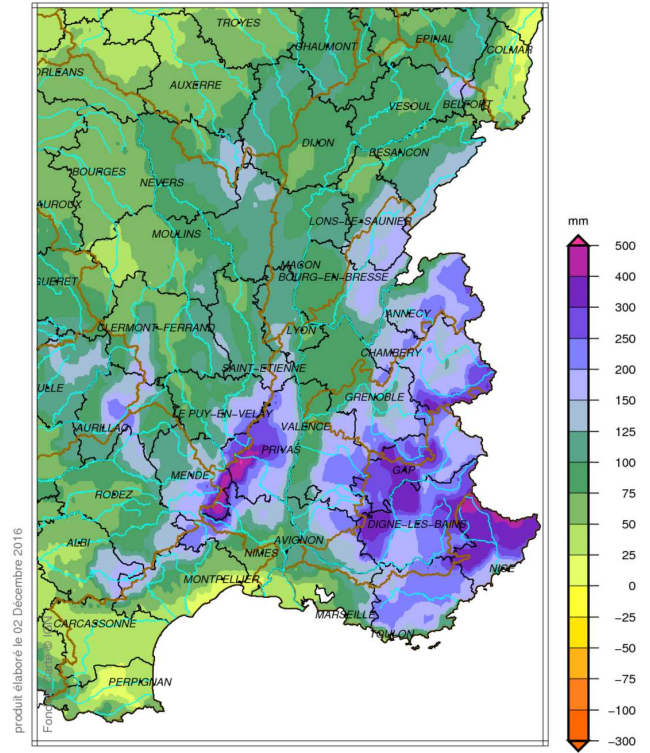 TROYES
CHAUMONT
EPINAL
COLMAR
ORLEANS
AUXERRE
VESOUL
BELFORT
DIJON
BESANCON
BOURGES
NEVERS
AUROUX
LONS-LE-SAUNIER
MOULINS
MACON
BOURG-EN-BRESSE
GUERET
ANNECY
CLERMONT-FERRAND
LYON
CHAMBERY
SAINT-ETIENNE
ULLE
GRENOBLE
LE PUY-EN-VELAY
AURILLAC
VALENCE
PRIVAS
MENDE
GAP
RODEZ
DIGNE-LES-BAINS
ALBI
AVIGNON
NIMES
NICE
MONTPELLIER
MARSEILLE
CARCASSONNE
TOULON
PERPIGNAN
mm
500
400
300
250
200
150
125
100
75
50
25
0
−25
−50
−75
−100
−300
produit élaboré le 02 Décembre 2016